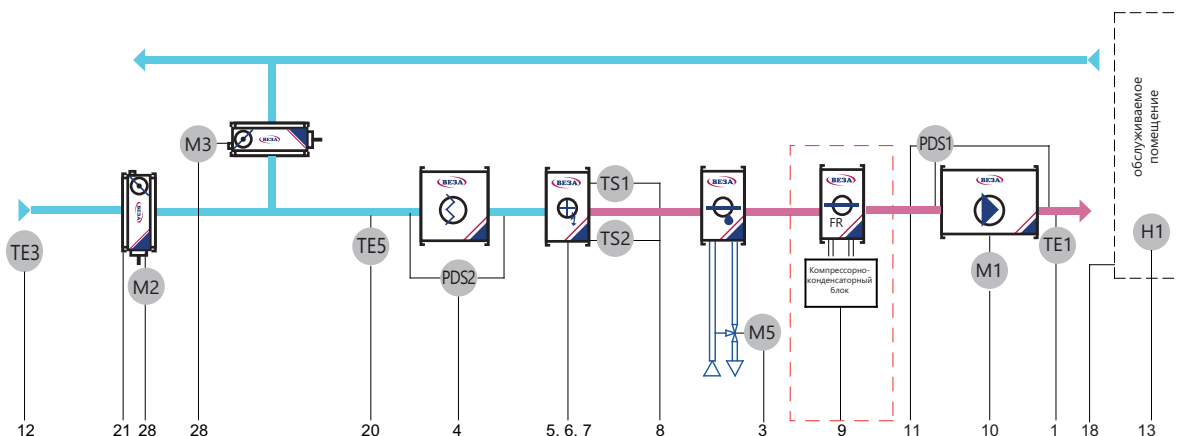 обслуживаемое
помещение
M3
ВЕЗА
PDS1
ВЕЗА
ВЕЗА
ВЕЗА
ВЕЗА
ВЕЗА
ВЕЗА
TS1
TE3
TE5
TS2
FR
TE1
H1
PDS2
M1
M2
Компрессорно-
конденсаторный
блок
M5
12
21
28
28
20
4
5, 6, 7
8
3
9
11
10
1
18
13